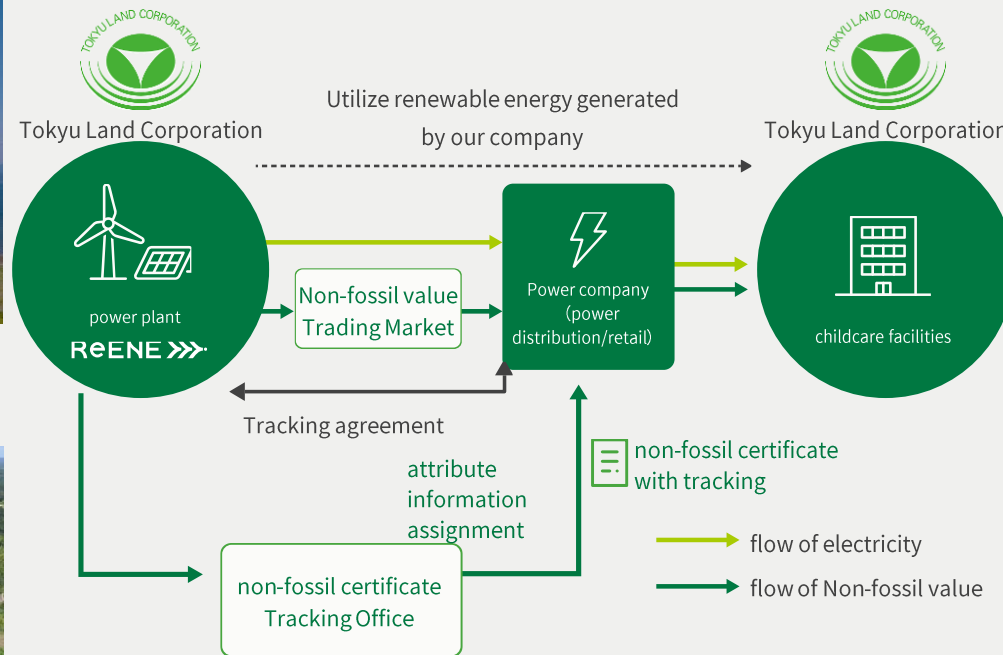 TOKYU LAND CORPORATION
TOKYU LAND CORPORATION
Tokyu Land Corporation
Utilize renewable energy generated
by our company
Tokyu Land Corporation
power plant
ReENE
Non-fossil value
Trading Market
Power company
(power
distribution/retail)
childcare facilities
Tracking agreement
attribute
information
assignment
non-fossil certificate
with tracking
non-fossil certificate
Tracking Office
flow of electricity
flow of Non-fossil value